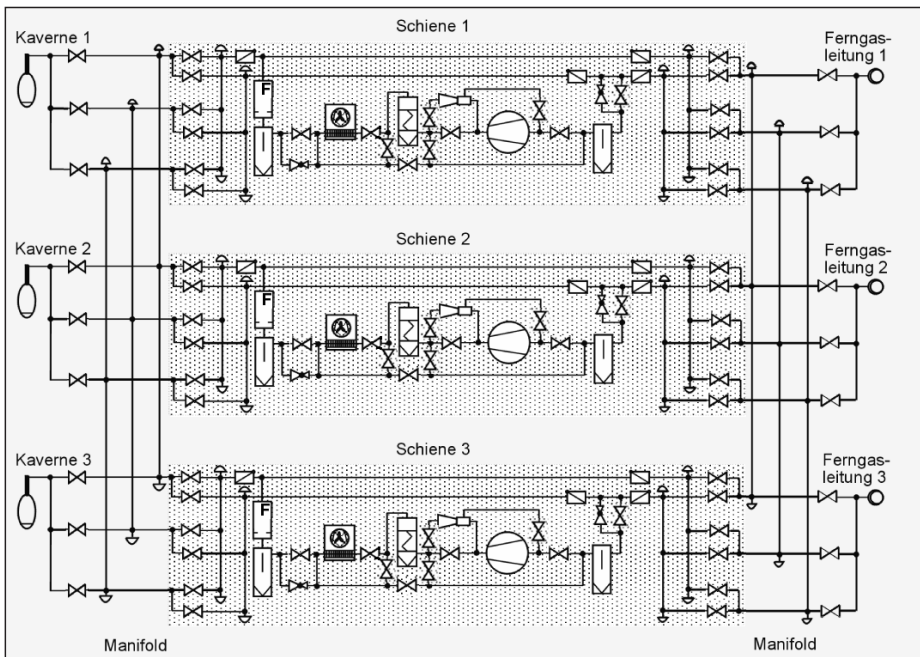 Schiene 1
Kaverne 1
Ferngas-
leitung 1
F
Schiene 2
Kaverne 2
Ferngas-
leitung 2
F
Schiene 3
Kaverne 3
Ferngas-
leitung 3
F
Manifold
Manifold